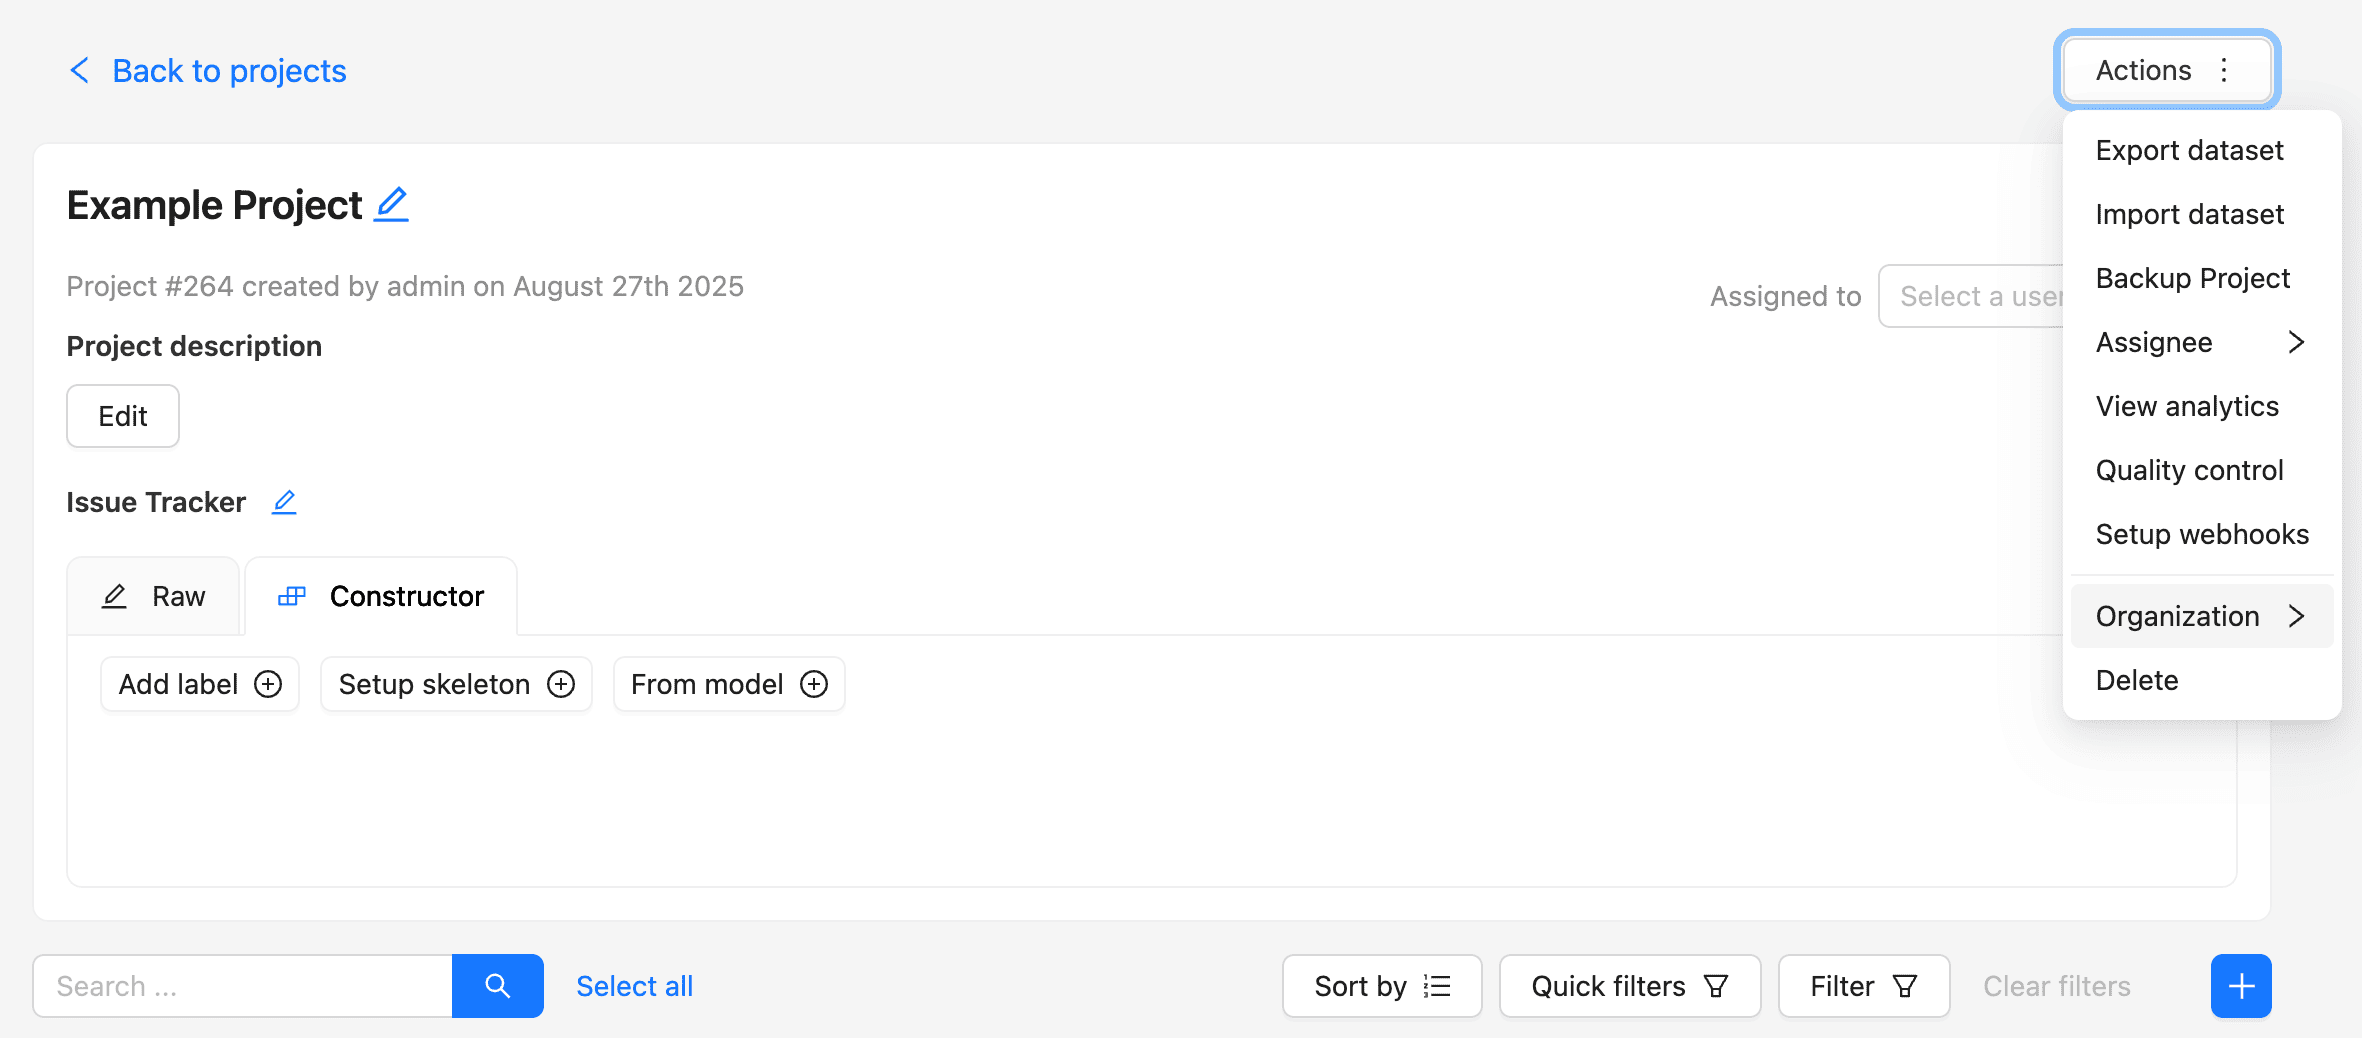 Back to projects
Actions
Example Project
Project #264 created by admin on August 27th 2025
Assigned to
Select a user
Project description
Edit
Issue Tracker
Raw
Constructor
Add label
Setup skeleton
From model
Export dataset
Import dataset
Backup Project
Assignee
View analytics
Quality control
Setup webhooks
Organization
Delete
Search ...
Select all
Sort by
Quick filters
Filter
Clear filters